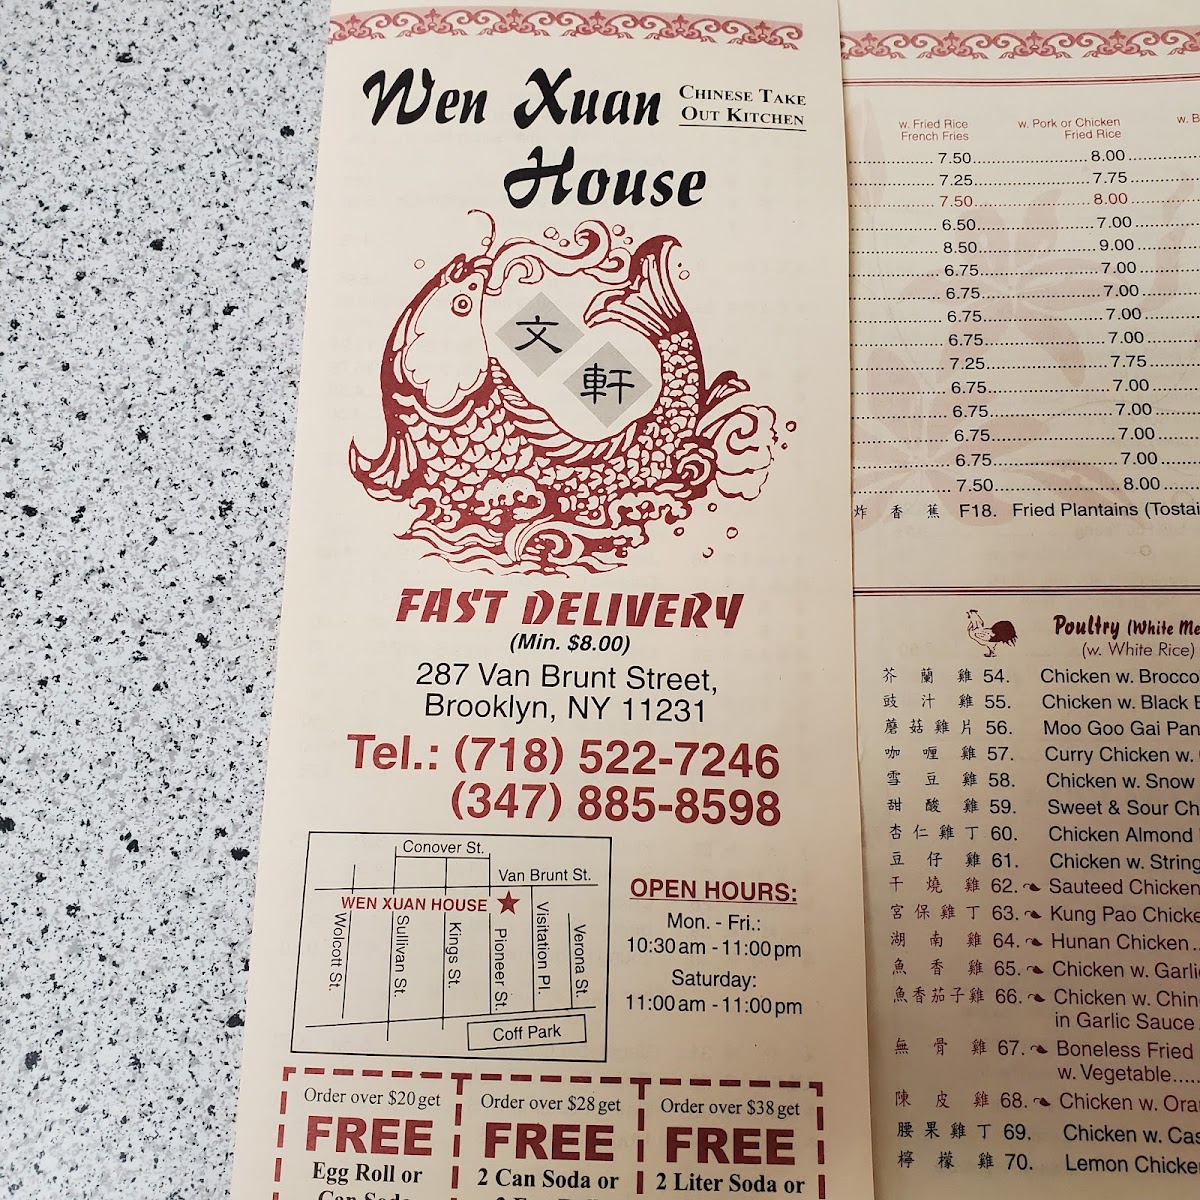 Wen Xuan
House
CHINESE TAKE
OUT KITCHEN
文
軒
FAST DELIVERY
(Min. $8.00)
287 Van Brunt Street,
Brooklyn, NY 11231
Tel.: (718) 522-7246
(347) 885-8598
Conover St.
Van Brunt St.
WEN XUAN HOUSE
Wolcott St.
Sullivan St.
Kings St.
Pioneer St.
Visitation Pl.
Verona St.
Coff Park
OPEN HOURS:
Mon. - Fri.:
10:30 am - 11:00 pm
Saturday:
11:00 am - 11:00 pm
Order over $20 get
FREE
Egg Roll or
Can Soda
Order over $28 get
FREE
2 Can Soda or
Order over $38 get
FREE
2 Liter Soda or
w. Fried Rice
French Fries
w. Pork or Chicken
Fried Rice
w. B
7.50 8.00
7.25 7.75
7.50 8.00
6.50 7.00
8.50 9.00
6.75 7.00
6.75 7.00
6.75 7.00
6.75 7.00
7.25 7.75
6.75 7.00
6.75 7.00
6.75 7.00
6.75 7.00
7.50 8.00
炸香蕉 F18. Fried Plantains (Tostai
Poultry (White Me
(w. White Rice)
芥蘭雞 54. Chicken w. Brocco
豉汁雞 55. Chicken w. Black B
蘑菇雞片 56. Moo Goo Gai Pan
咖喱雞 57. Curry Chicken w.
雪豆雞 58. Chicken w. Snow
甜酸雞 59. Sweet & Sour Ch
杏仁雞丁 60. Chicken Almond
豆仔雞 61. Chicken w. String
干燒雞 62. Sauteed Chicken
宮保雞丁 63. Kung Pao Chicke
湖南雞 64. Hunan Chicken
魚香雞 65. Chicken w. Garli
魚香茄子雞 66. Chicken w. Chin
in Garlic Sauce
無骨雞 67. Boneless Fried
w. Vegetable
陳皮雞 68. Chicken w. Ora
腰果雞丁 69. Chicken w. Cas
檸檬雞 70. Lemon Chicke